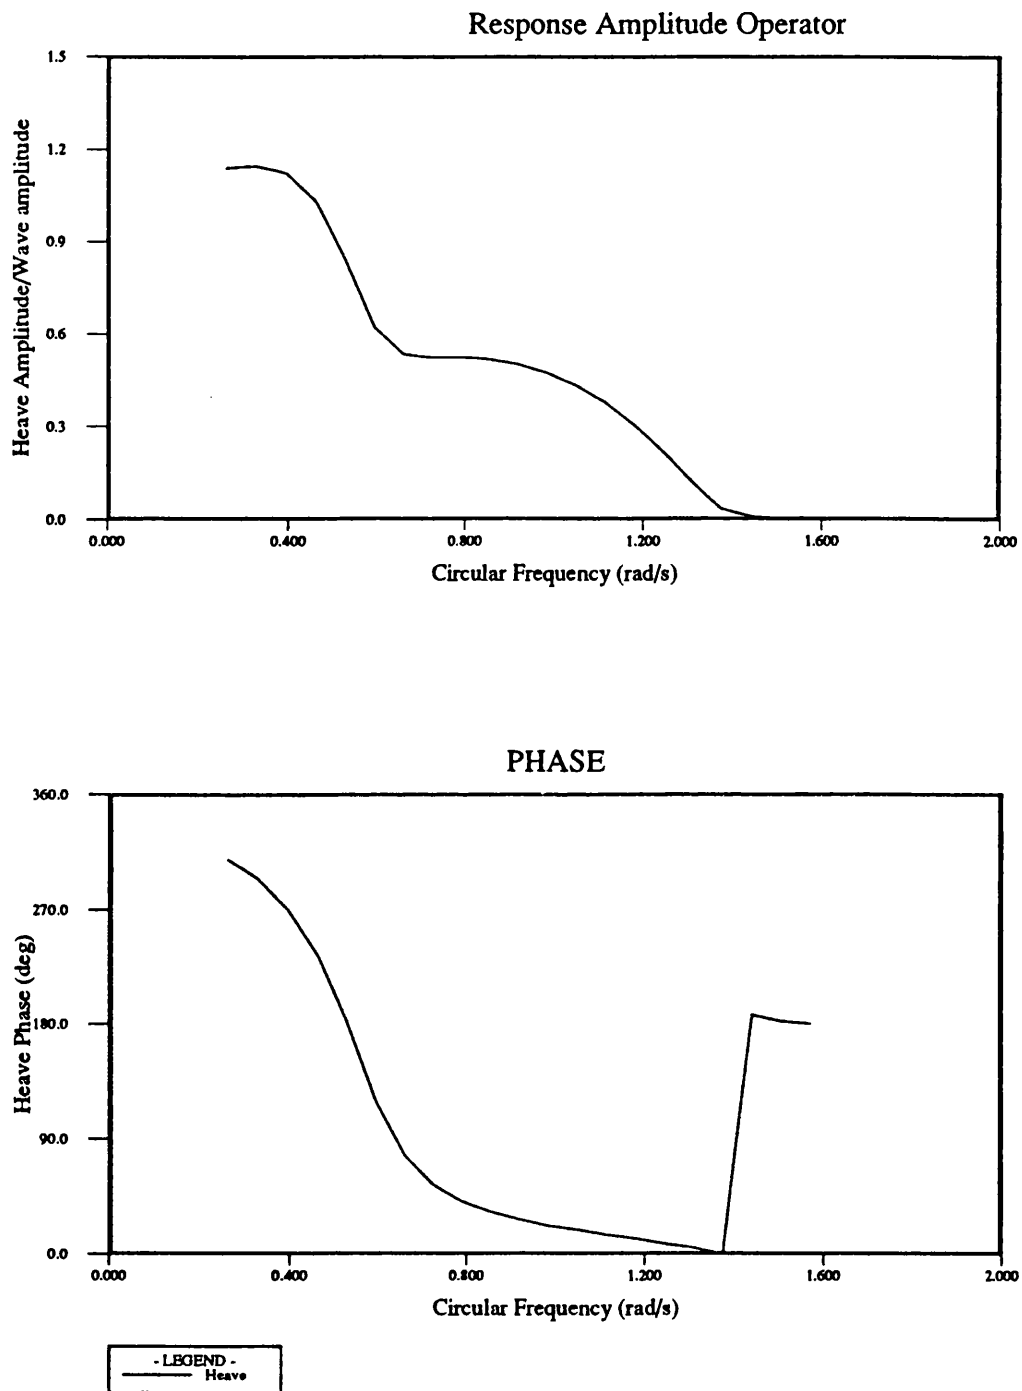 Response Amplitude Operator
Heave Amplitude/Wave amplitude
1.5
1.2
0.9
0.6
0.3
0.0
0.000 0.400 0.800 1.200 1.600 2.000
Circular Frequency (rad/s)
PHASE
Heave Phase (deg)
360.0
270.0
180.0
90.0
0.0
0.000 0.400 0.800 1.200 1.600 2.000
Circular Frequency (rad/s)
- LEGEND -
Heave